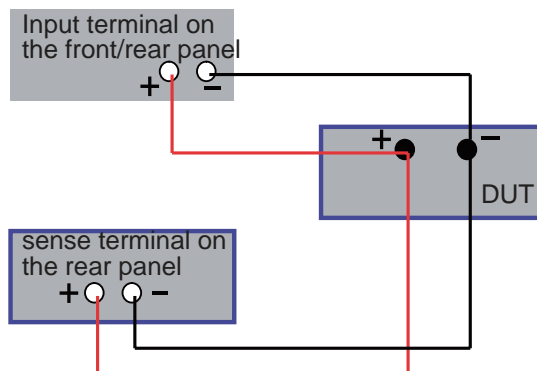 Input terminal on
the front/rear panel
+ −
+ −
DUT
sense terminal on
the rear panel
+ −